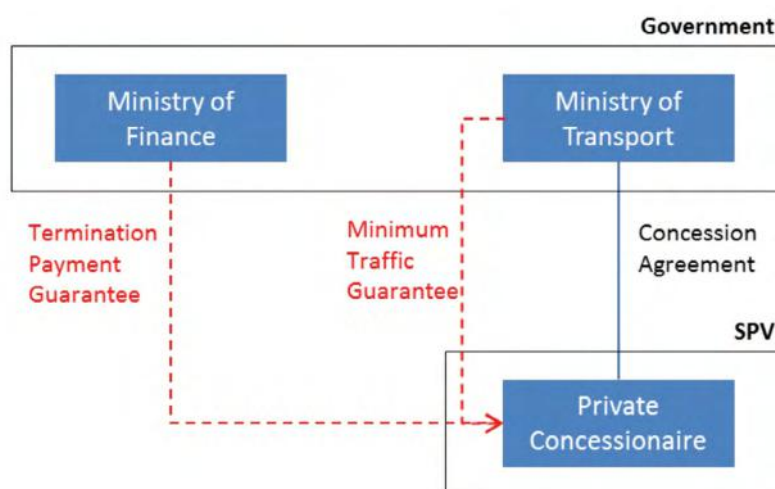 Government
Ministry of
Finance
Ministry of
Transport
Termination
Payment
Guarantee
Minimum
Traffic
Guarantee
Concession
Agreement
SPV
Private
Concessionaire